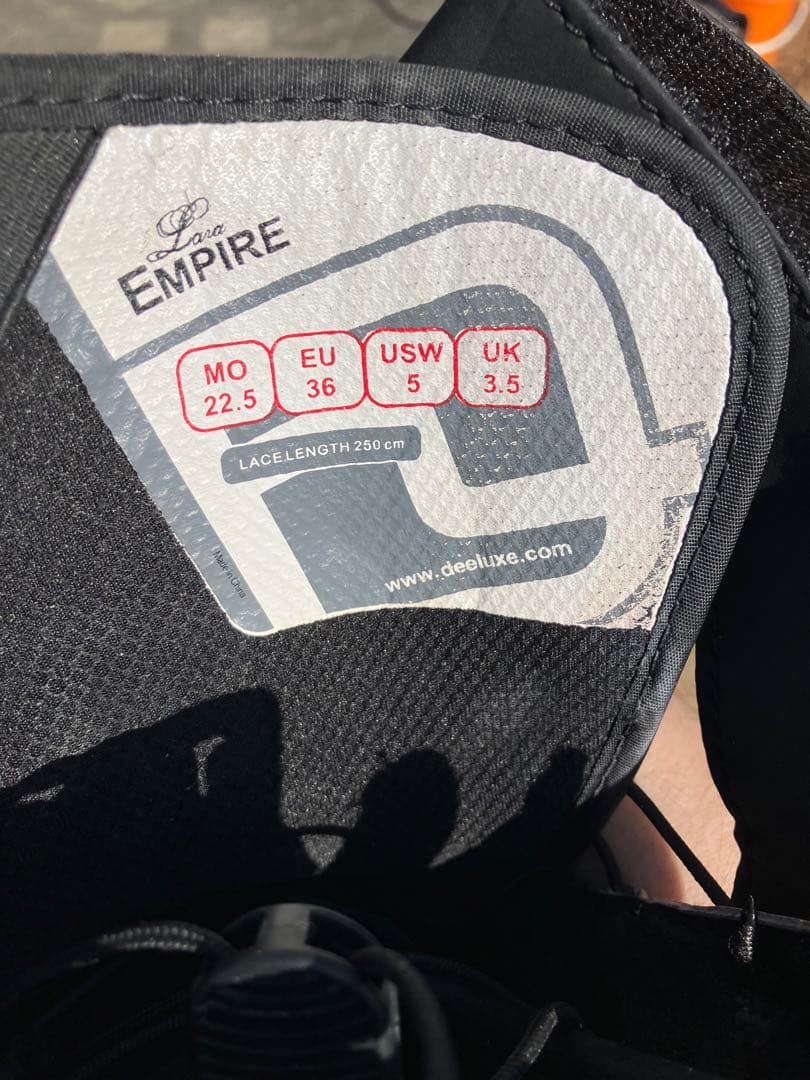 Lara
EMPIRE
MO EU USW UK
22.5 36 5 3.5
LACE LENGTH 250 cm
www.deeluxe.com
Made in China